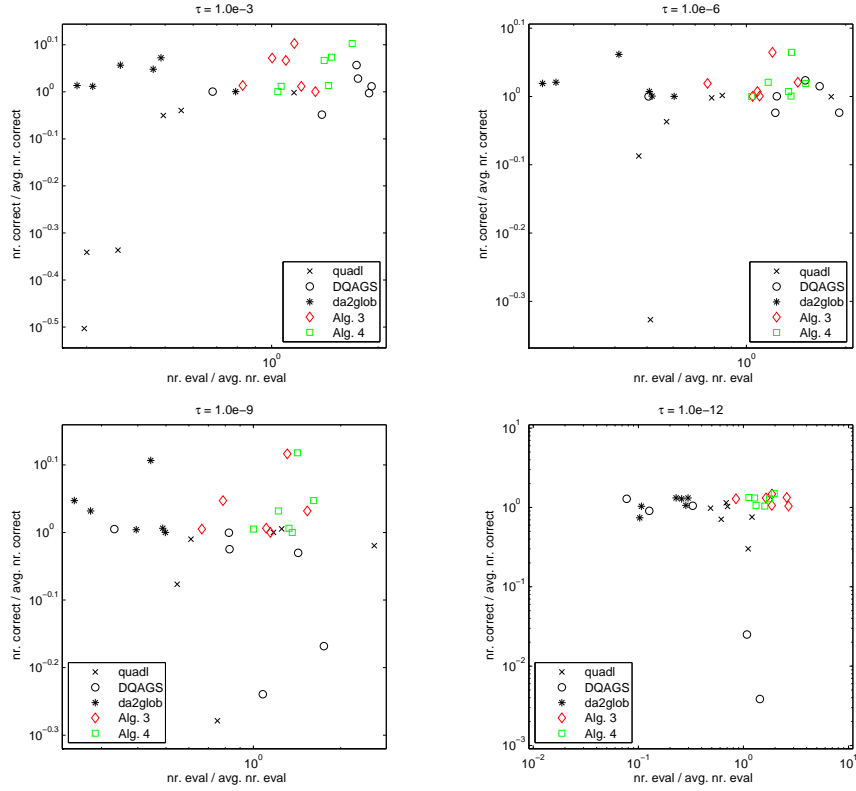 τ = 1.0e−3
nr. correct / avg. nr. correct
10^0.1
10^0
10^−0.1
10^−0.2
10^−0.3
10^−0.4
10^−0.5
10^0
nr. eval / avg. nr. eval
quadl
DQAGS
da2glob
Alg. 3
Alg. 4
τ = 1.0e−6
nr. correct / avg. nr. correct
10^0.1
10^0
10^−0.1
10^−0.2
10^−0.3
10^0
nr. eval / avg. nr. eval
quadl
DQAGS
da2glob
Alg. 3
Alg. 4
τ = 1.0e−9
nr. correct / avg. nr. correct
10^0.1
10^0
10^−0.1
10^−0.2
10^−0.3
10^0
nr. eval / avg. nr. eval
quadl
DQAGS
da2glob
Alg. 3
Alg. 4
τ = 1.0e−12
nr. correct / avg. nr. correct
10^1
10^0
10^−1
10^−2
10^−3
10^−2
10^−1
10^0
10^1
nr. eval / avg. nr. eval
quadl
DQAGS
da2glob
Alg. 3
Alg. 4